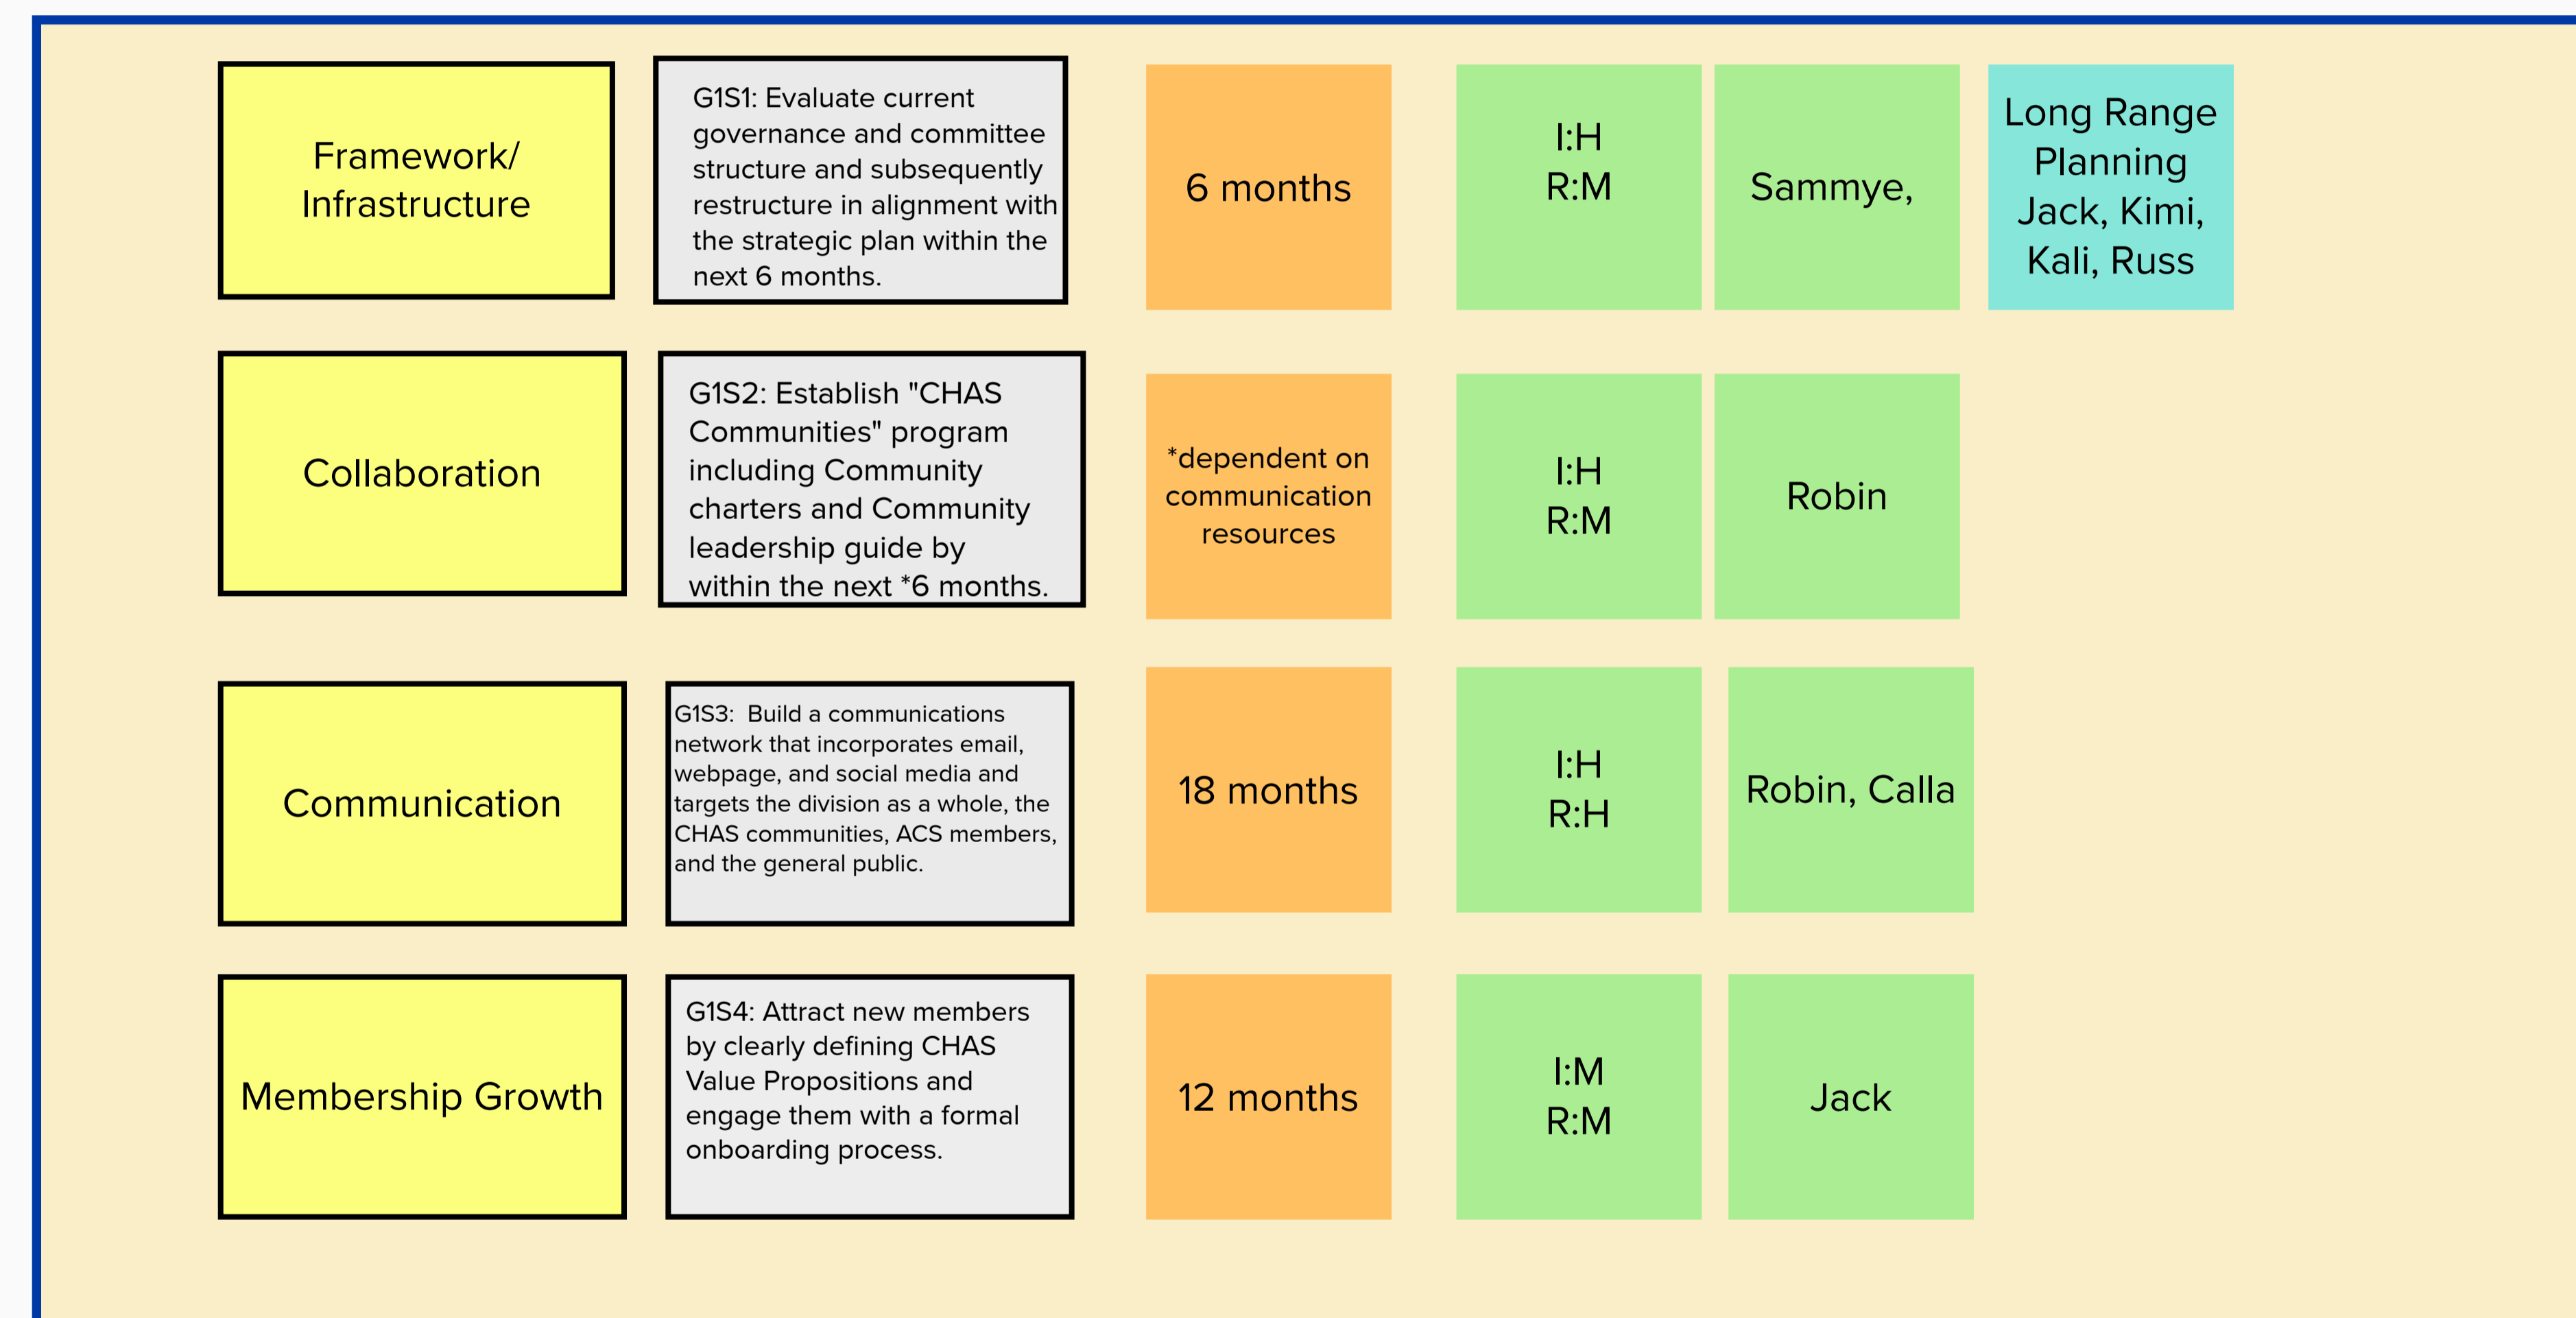 Framework/
Infrastructure
G1S1: Evaluate current
governance and committee
structure and subsequently
restructure in alignment with
the strategic plan within the
next 6 months.
6 months
I:H
R:M
Sammye,
Long Range
Planning
Jack, Kimi,
Kali, Russ
Collaboration
G1S2: Establish "CHAS
Communities" program
including Community
charters and Community
leadership guide by
within the next *6 months.
*dependent on
communication
resources
I:H
R:M
Robin
Communication
G1S3:  Build a communications
network that incorporates email,
webpage, and social media and
targets the division as a whole, the
CHAS communities, ACS members,
and the general public.
18 months
I:H
R:H
Robin, Calla
Membership Growth
G1S4: Attract new members
by clearly defining CHAS
Value Propositions and
engage them with a formal
onboarding process.
12 months
I:M
R:M
Jack